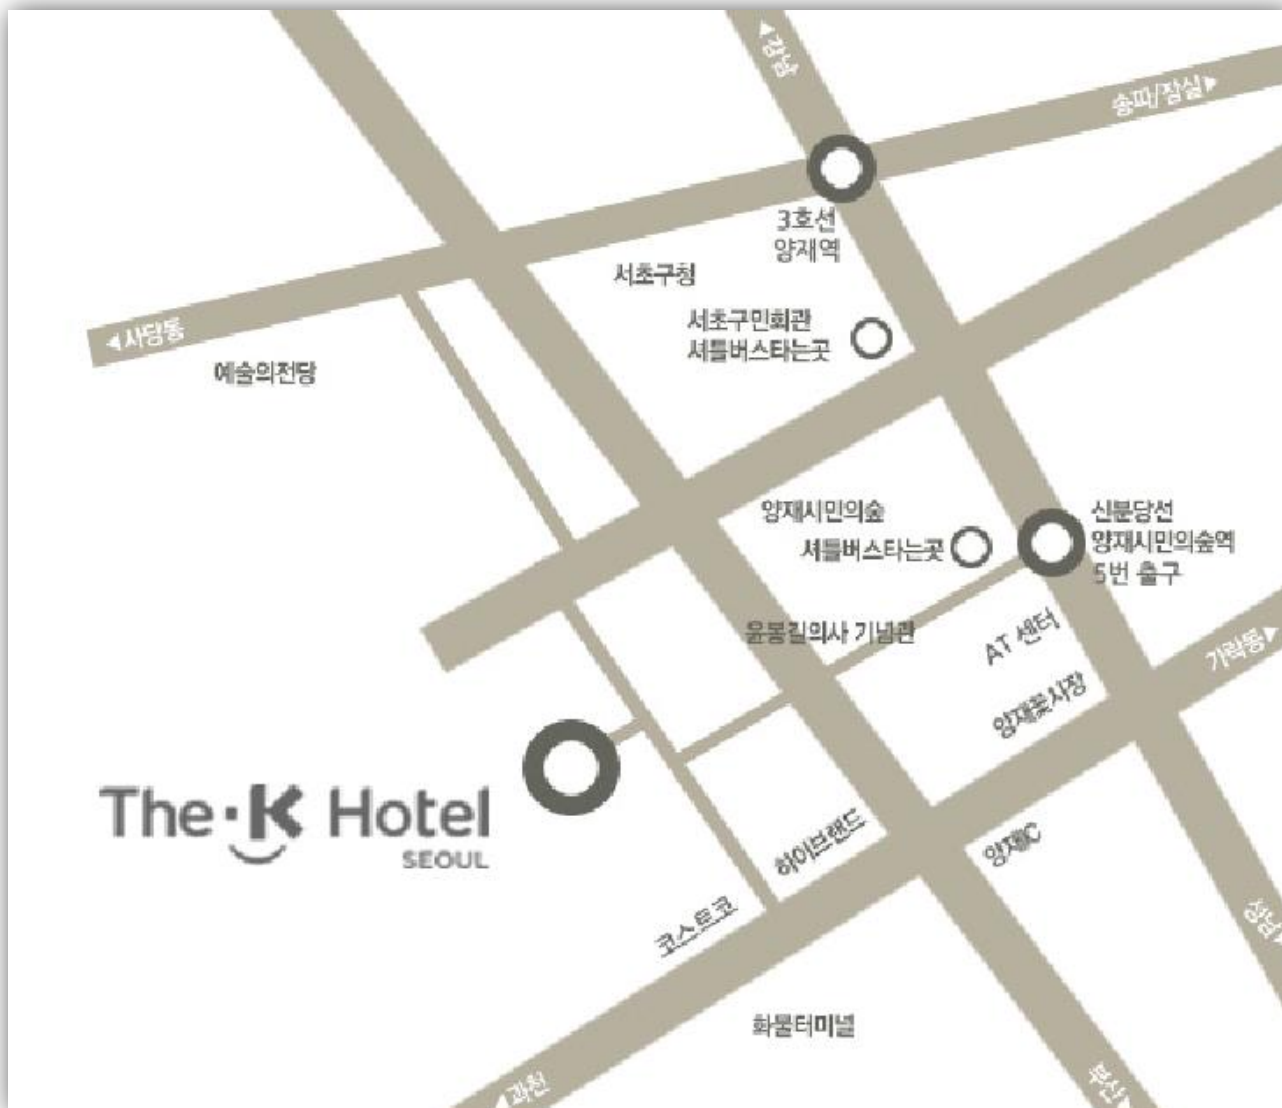 ◀강남
송파/잠실▶
3호선
양재역
서초구청
서초구민회관
셔틀버스타는곳
◀사당동
예술의전당
양재시민의숲
셔틀버스타는곳
신분당선
양재시민의숲역
5번 출구
윤봉길의사 기념관
AT 센터
가락동▶
양재꽃시장
The K Hotel
SEOUL
하이브랜드
양재IC
코스트코
성남
화물터미널
◀과천
부산▶